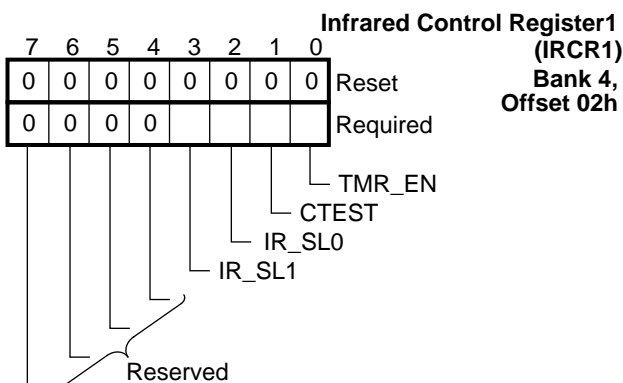 Infrared Control Register1
(IRCR1)
Bank 4,
Offset 02h
7 6 5 4 3 2 1 0
0 0 0 0 0 0 0 0 Reset
0 0 0 0 Required
TMR_EN
CTEST
IR_SL0
IR_SL1
Reserved